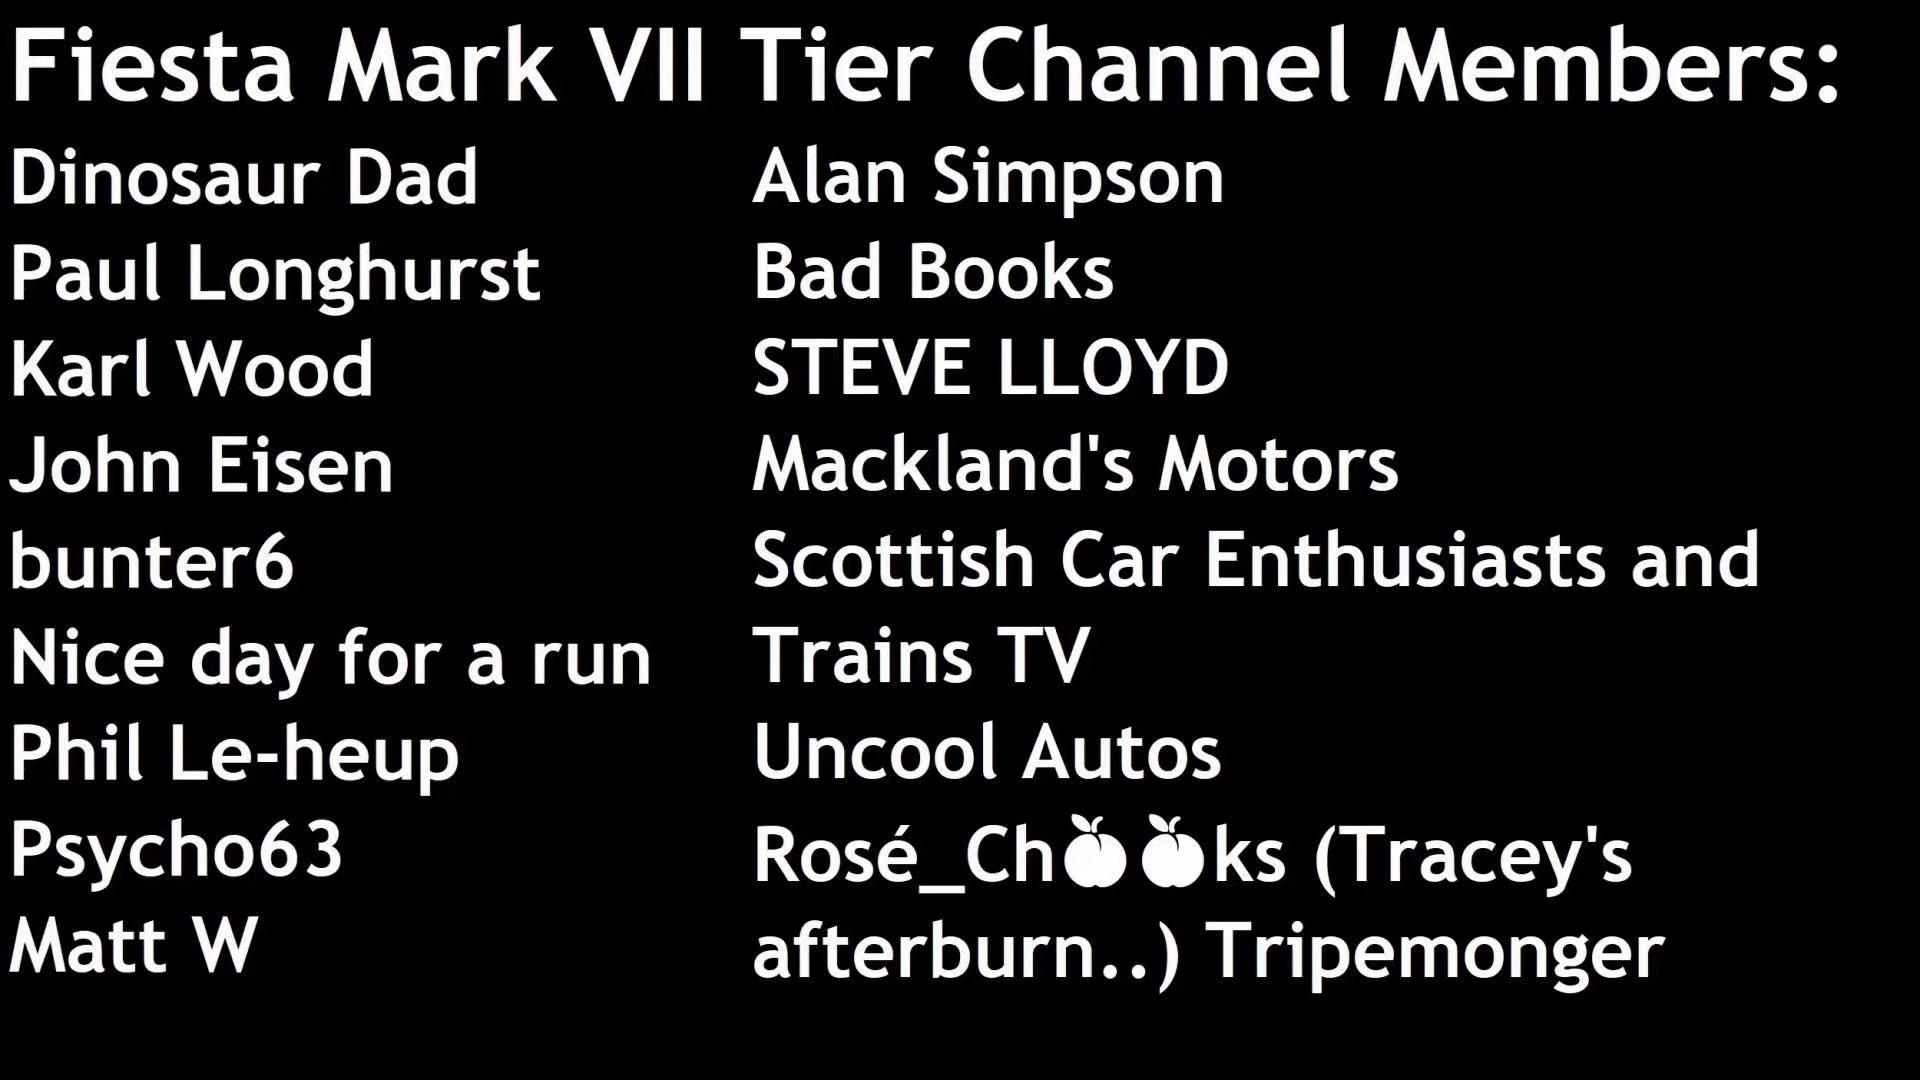 Fiesta Mark VII Tier Channel Members:
Dinosaur Dad
Paul Longhurst
Karl Wood
John Eisen
bunter6
Nice day for a run
Phil Le-heup
Psycho63
Matt W
Alan Simpson
Bad Books
STEVE LLOYD
Mackland's Motors
Scottish Car Enthusiasts and
Trains TV
Uncool Autos
Rosé_Ch🍑🍑ks (Tracey's
afterburn..) Tripemonger